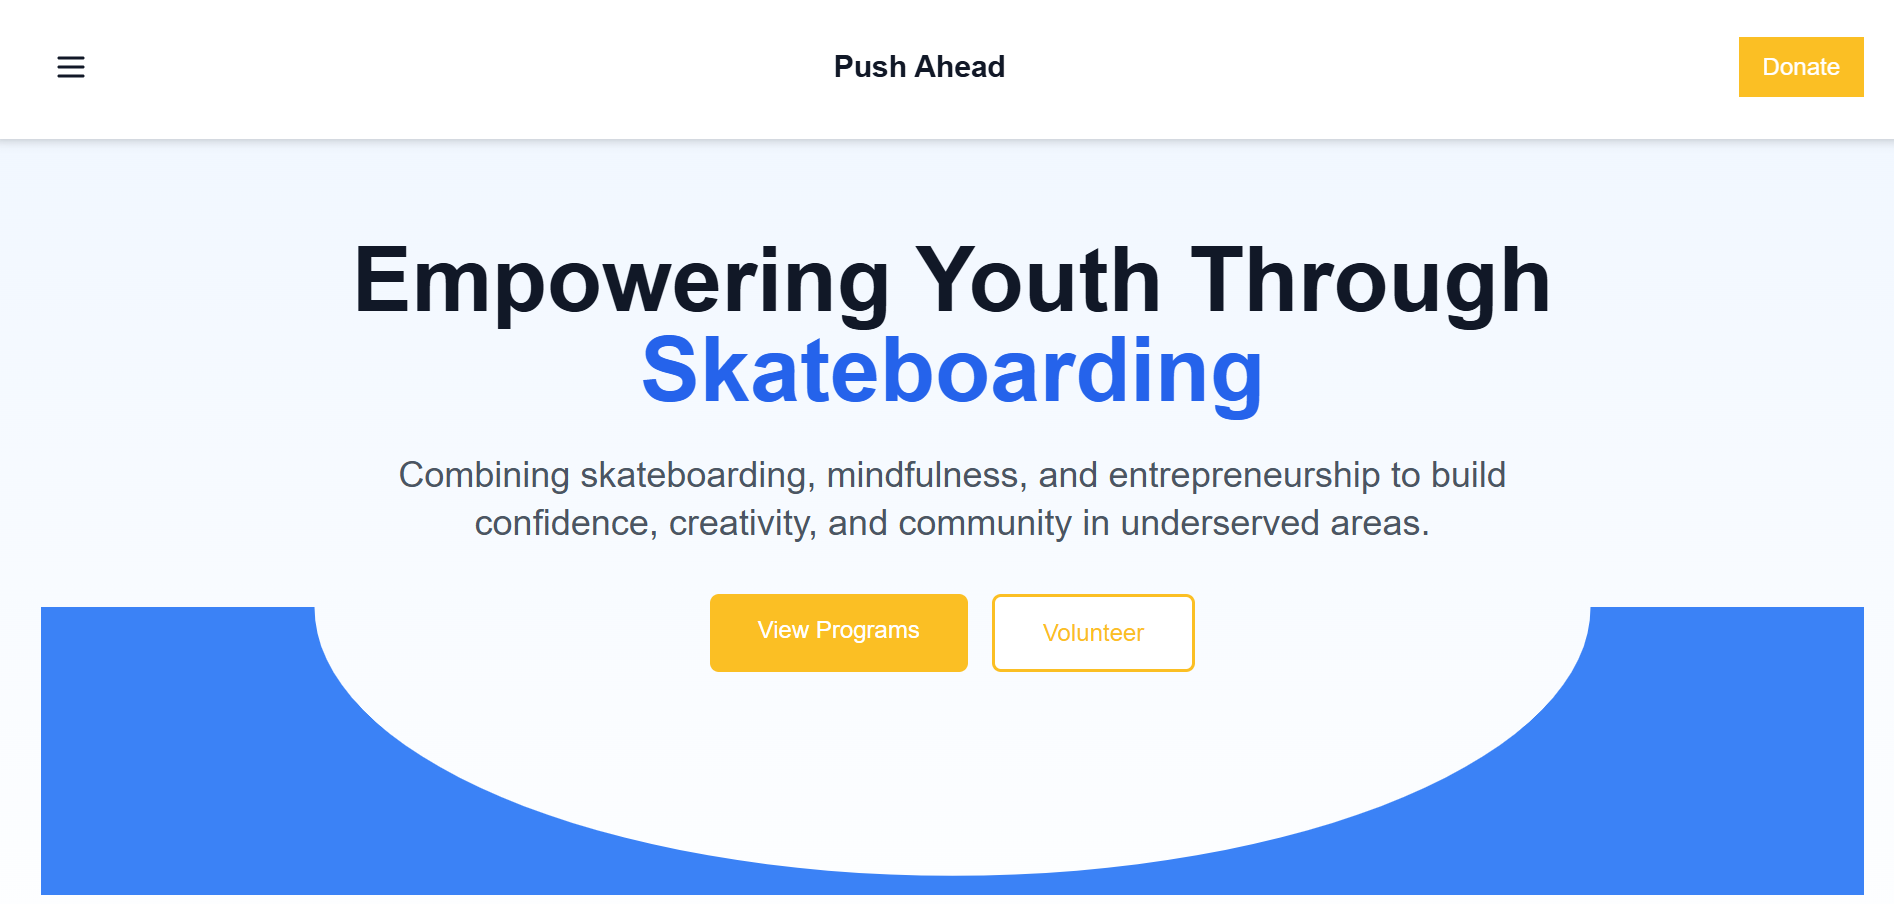 Push Ahead
Donate
Empowering Youth Through
Skateboarding
Combining skateboarding, mindfulness, and entrepreneurship to build
confidence, creativity, and community in underserved areas.
View Programs
Volunteer